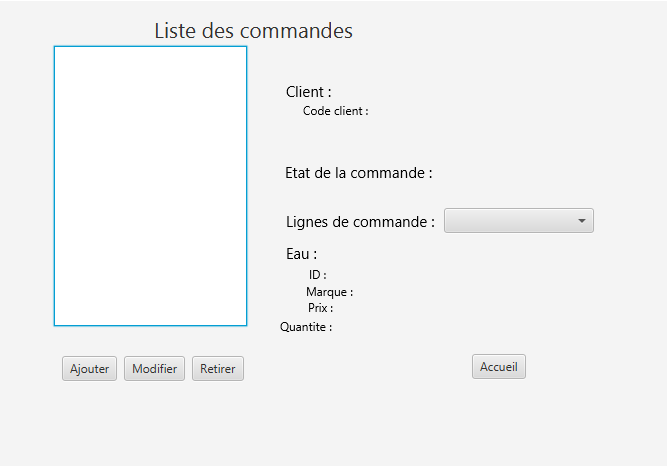 Liste des commandes
Client :
Code client :
Etat de la commande :
Lignes de commande :
Eau :
ID :
Marque :
Prix :
Quantite :
Ajouter Modifier Retirer Accueil